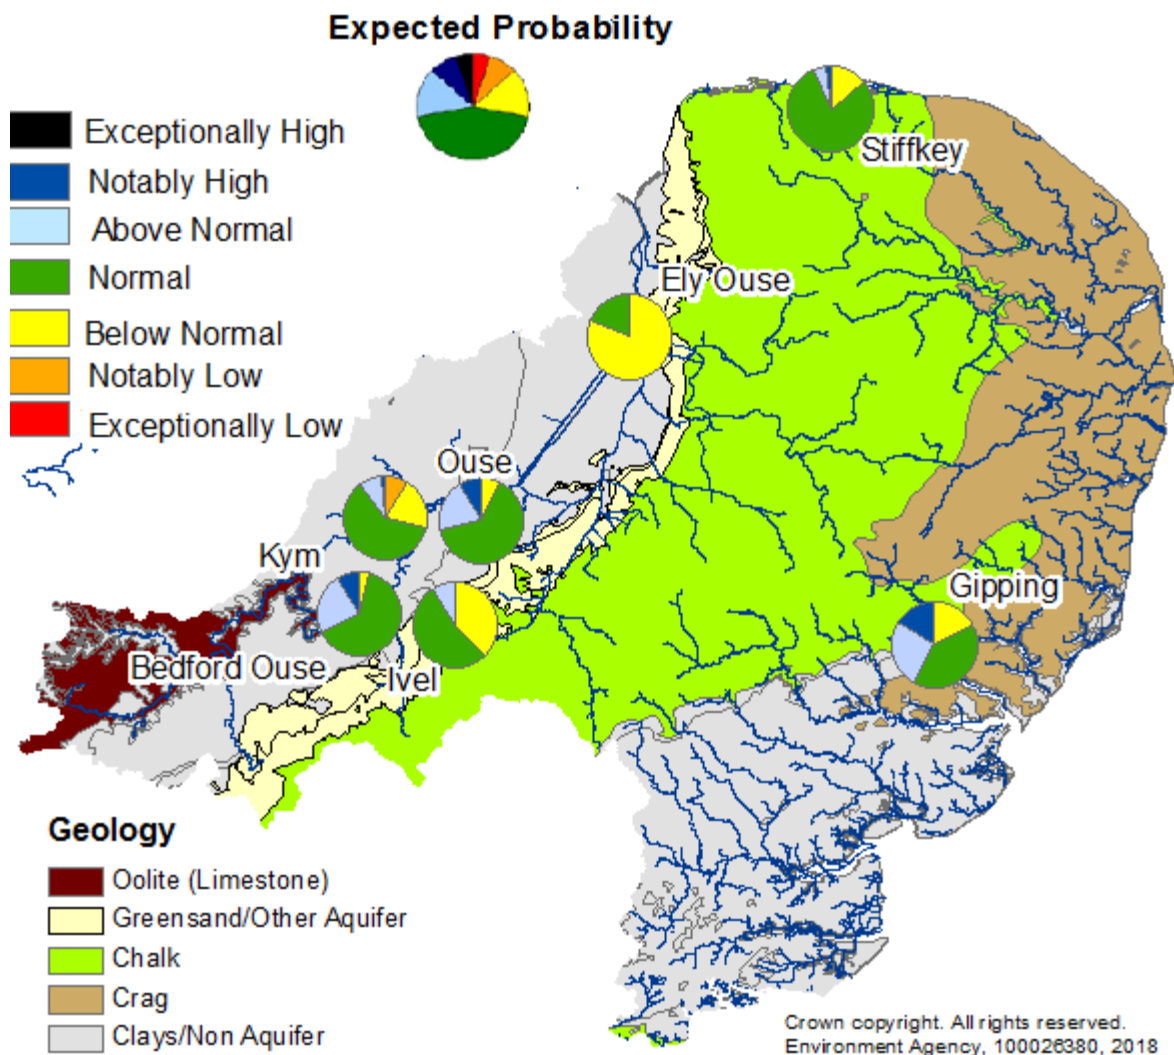 Expected Probability
Exceptionally High
Notably High
Above Normal
Normal
Below Normal
Notably Low
Exceptionally Low
Stiffkey
Ely Ouse
Ouse
Kym
Gipping
Bedford Ouse
Ivel
Geology
Oolite (Limestone)
Greensand/Other Aquifer
Chalk
Crag
Clays/Non Aquifer
Crown copyright. All rights reserved.
Environment Agency, 100026380, 2018